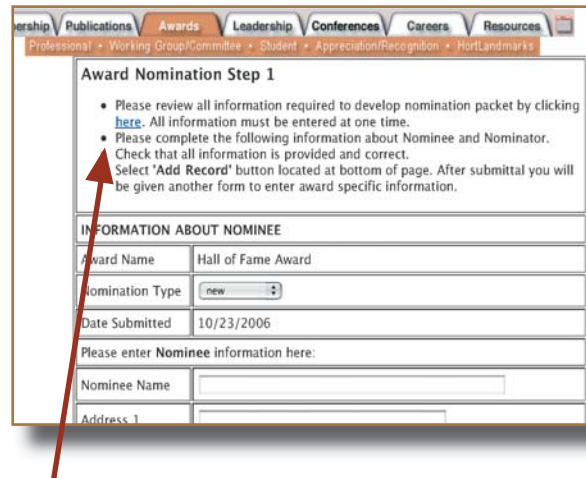 ership Publications Awards Leadership Conferences Careers Resources
Professional • Working Group/Committee • Student • Appreciation/Recognition • HortLandmarks
Award Nomination Step 1
• Please review all information required to develop nomination packet by clicking
here. All information must be entered at one time.
• Please complete the following information about Nominee and Nominator.
Check that all information is provided and correct.
Select 'Add Record' button located at bottom of page. After submittal you will
be given another form to enter award specific information.
INFORMATION ABOUT NOMINEE
Award Name Hall of Fame Award
Nomination Type new
Date Submitted 10/23/2006
Please enter Nominee information here:
Nominee Name
Address 1